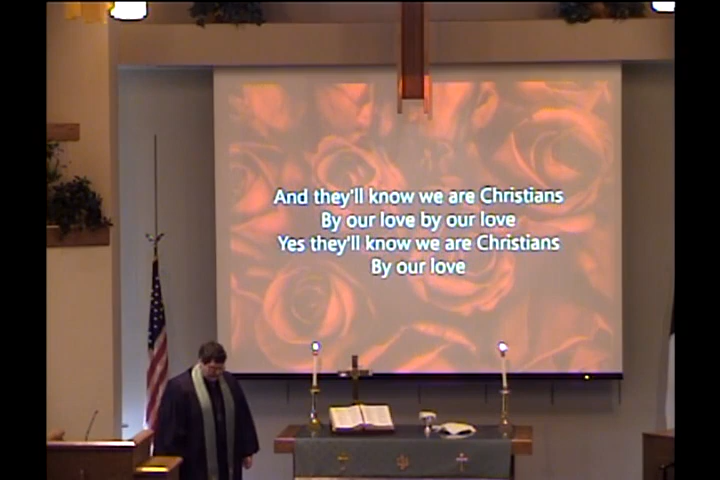 And they'll know we are Christians
By our love by our love
Yes they'll know we are Christians
By our love